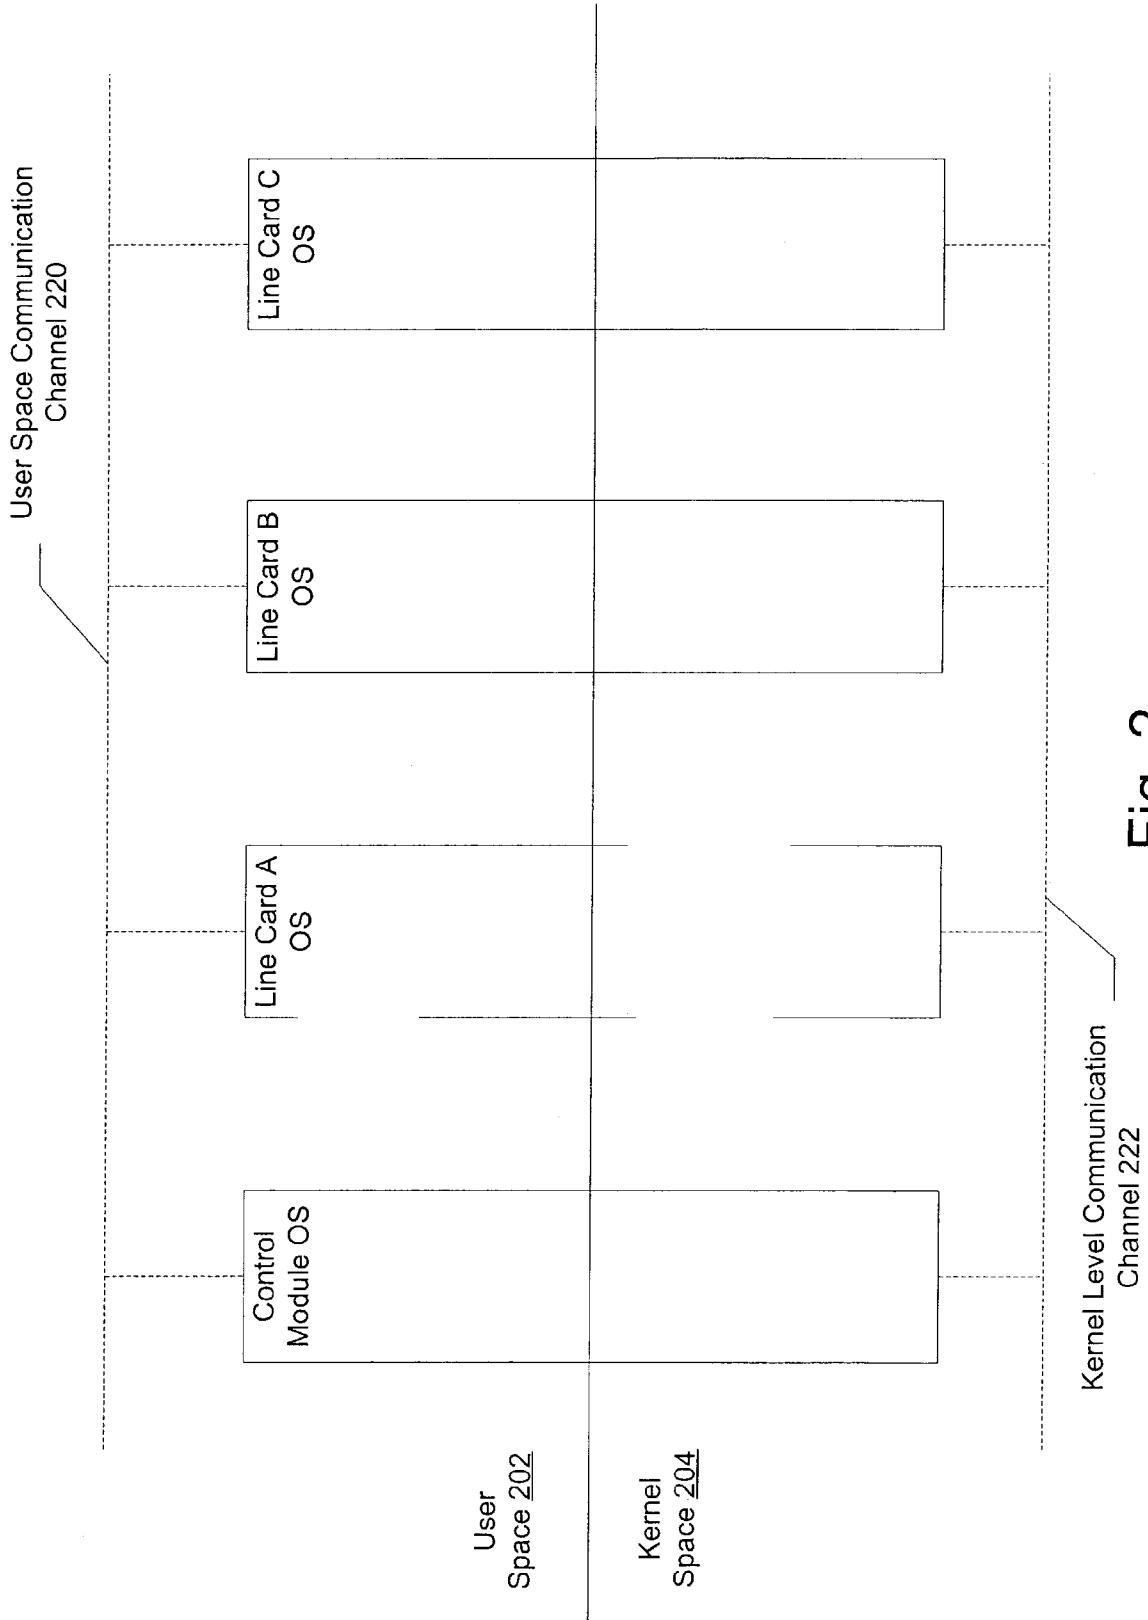 User Space Communication
Channel 220
Control
Module OS
Line Card A
OS
Line Card B
OS
Line Card C
OS
User
Space 202
Kernel
Space 204
Kernel Level Communication
Channel 222
Fig. 2